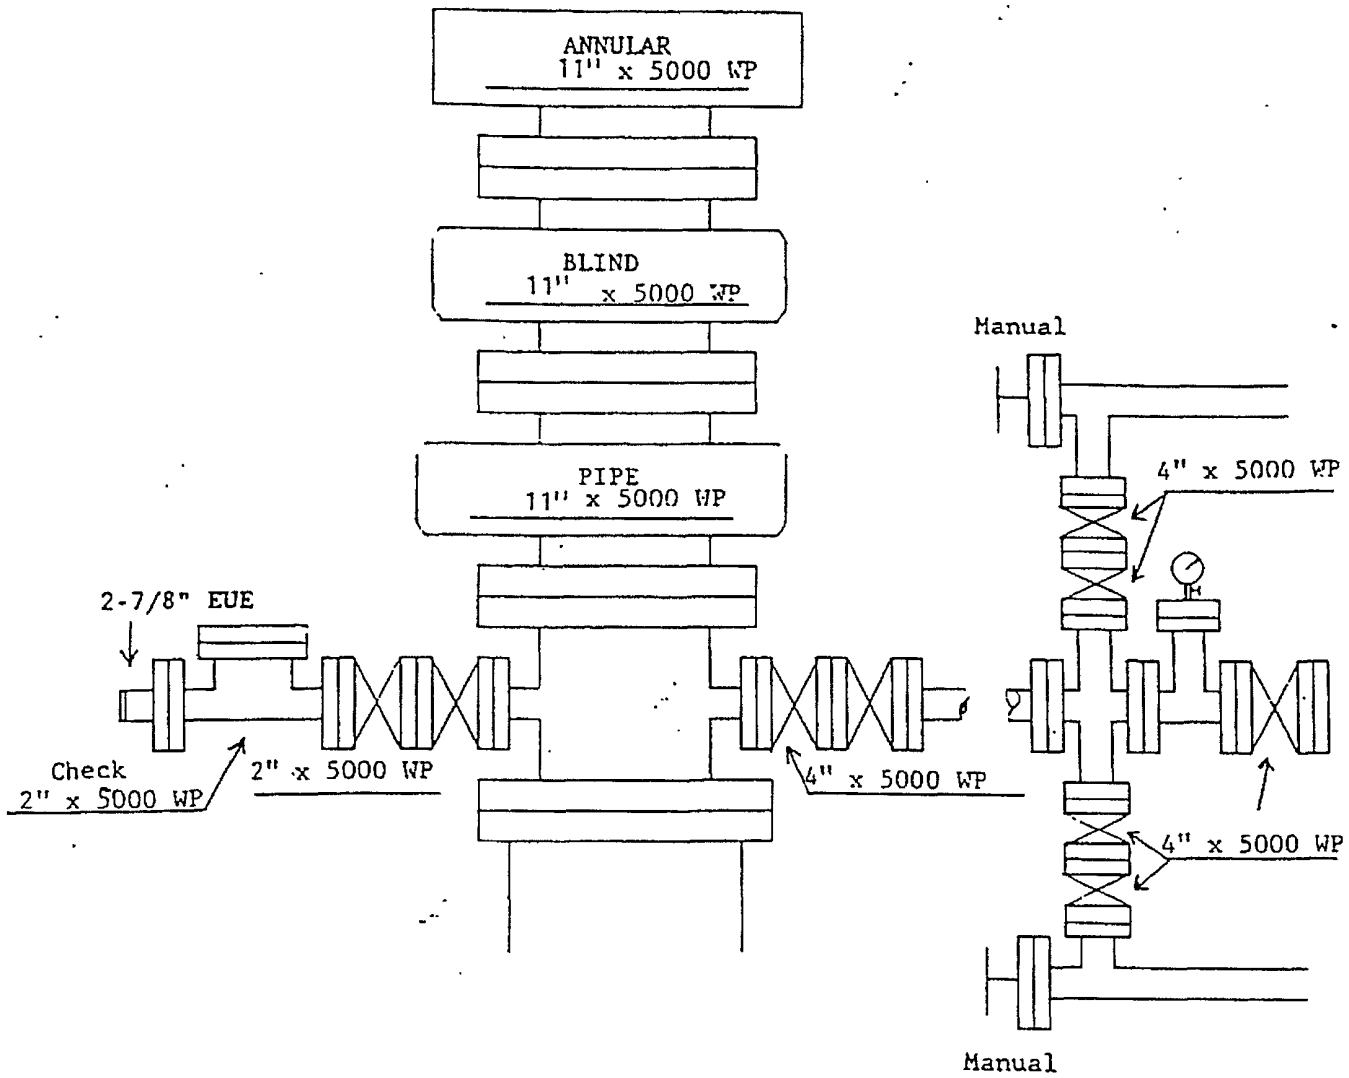 ANNULAR
11" x 5000 WP
BLIND
11" x 5000 WP
Manual
PIPE
11" x 5000 WP
4" x 5000 WP
2-7/8" EUE
Check
2" x 5000 WP
2" x 5000 WP
4" x 5000 WP
4" x 5000 WP
Manual